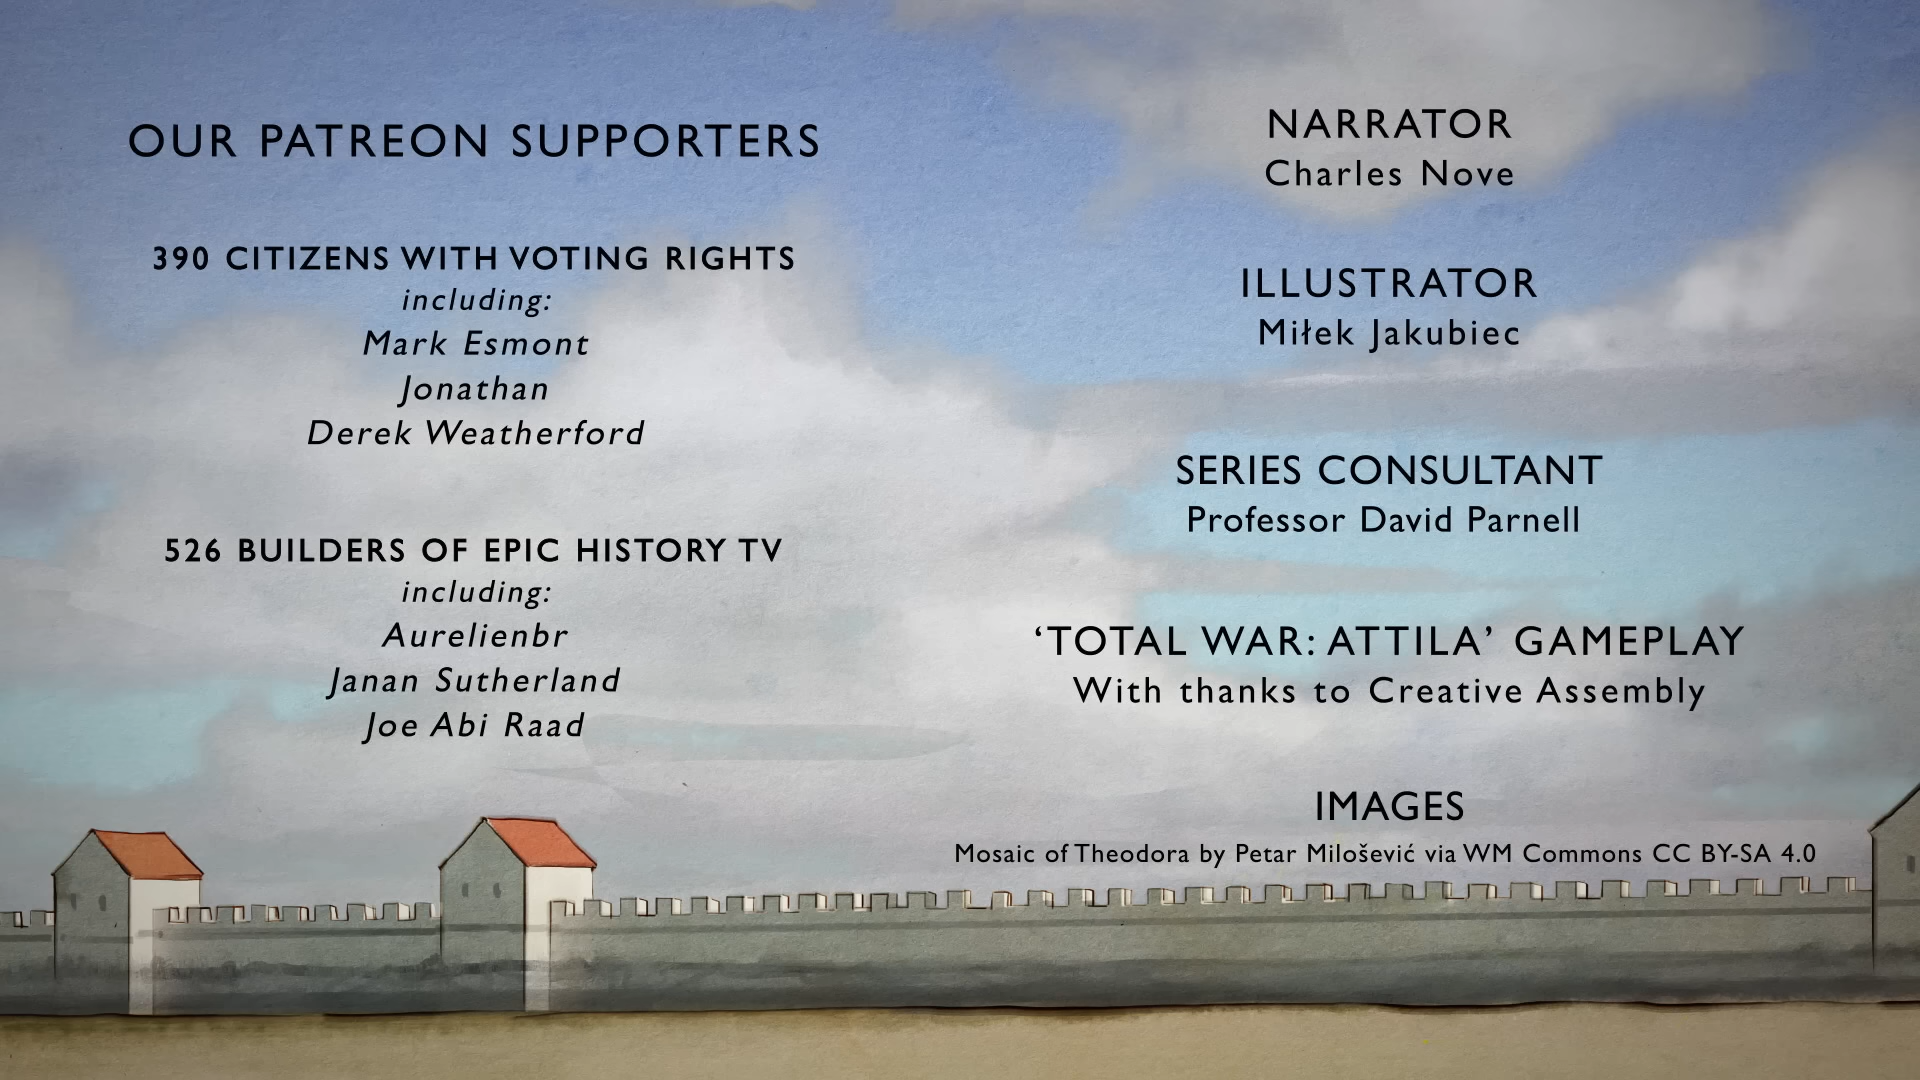 OUR PATREON SUPPORTERS
390 CITIZENS WITH VOTING RIGHTS
including:
Mark Esmont
Jonathan
Derek Weatherford
526 BUILDERS OF EPIC HISTORY TV
including:
Aurelienbr
Janan Sutherland
Joe Abi Raad
NARRATOR
Charles Nove
ILLUSTRATOR
Miłek Jakubiec
SERIES CONSULTANT
Professor David Parnell
‘TOTAL WAR: ATTILA’ GAMEPLAY
With thanks to Creative Assembly
IMAGES
Mosaic of Theodora by Petar Milošević via WM Commons CC BY-SA 4.0